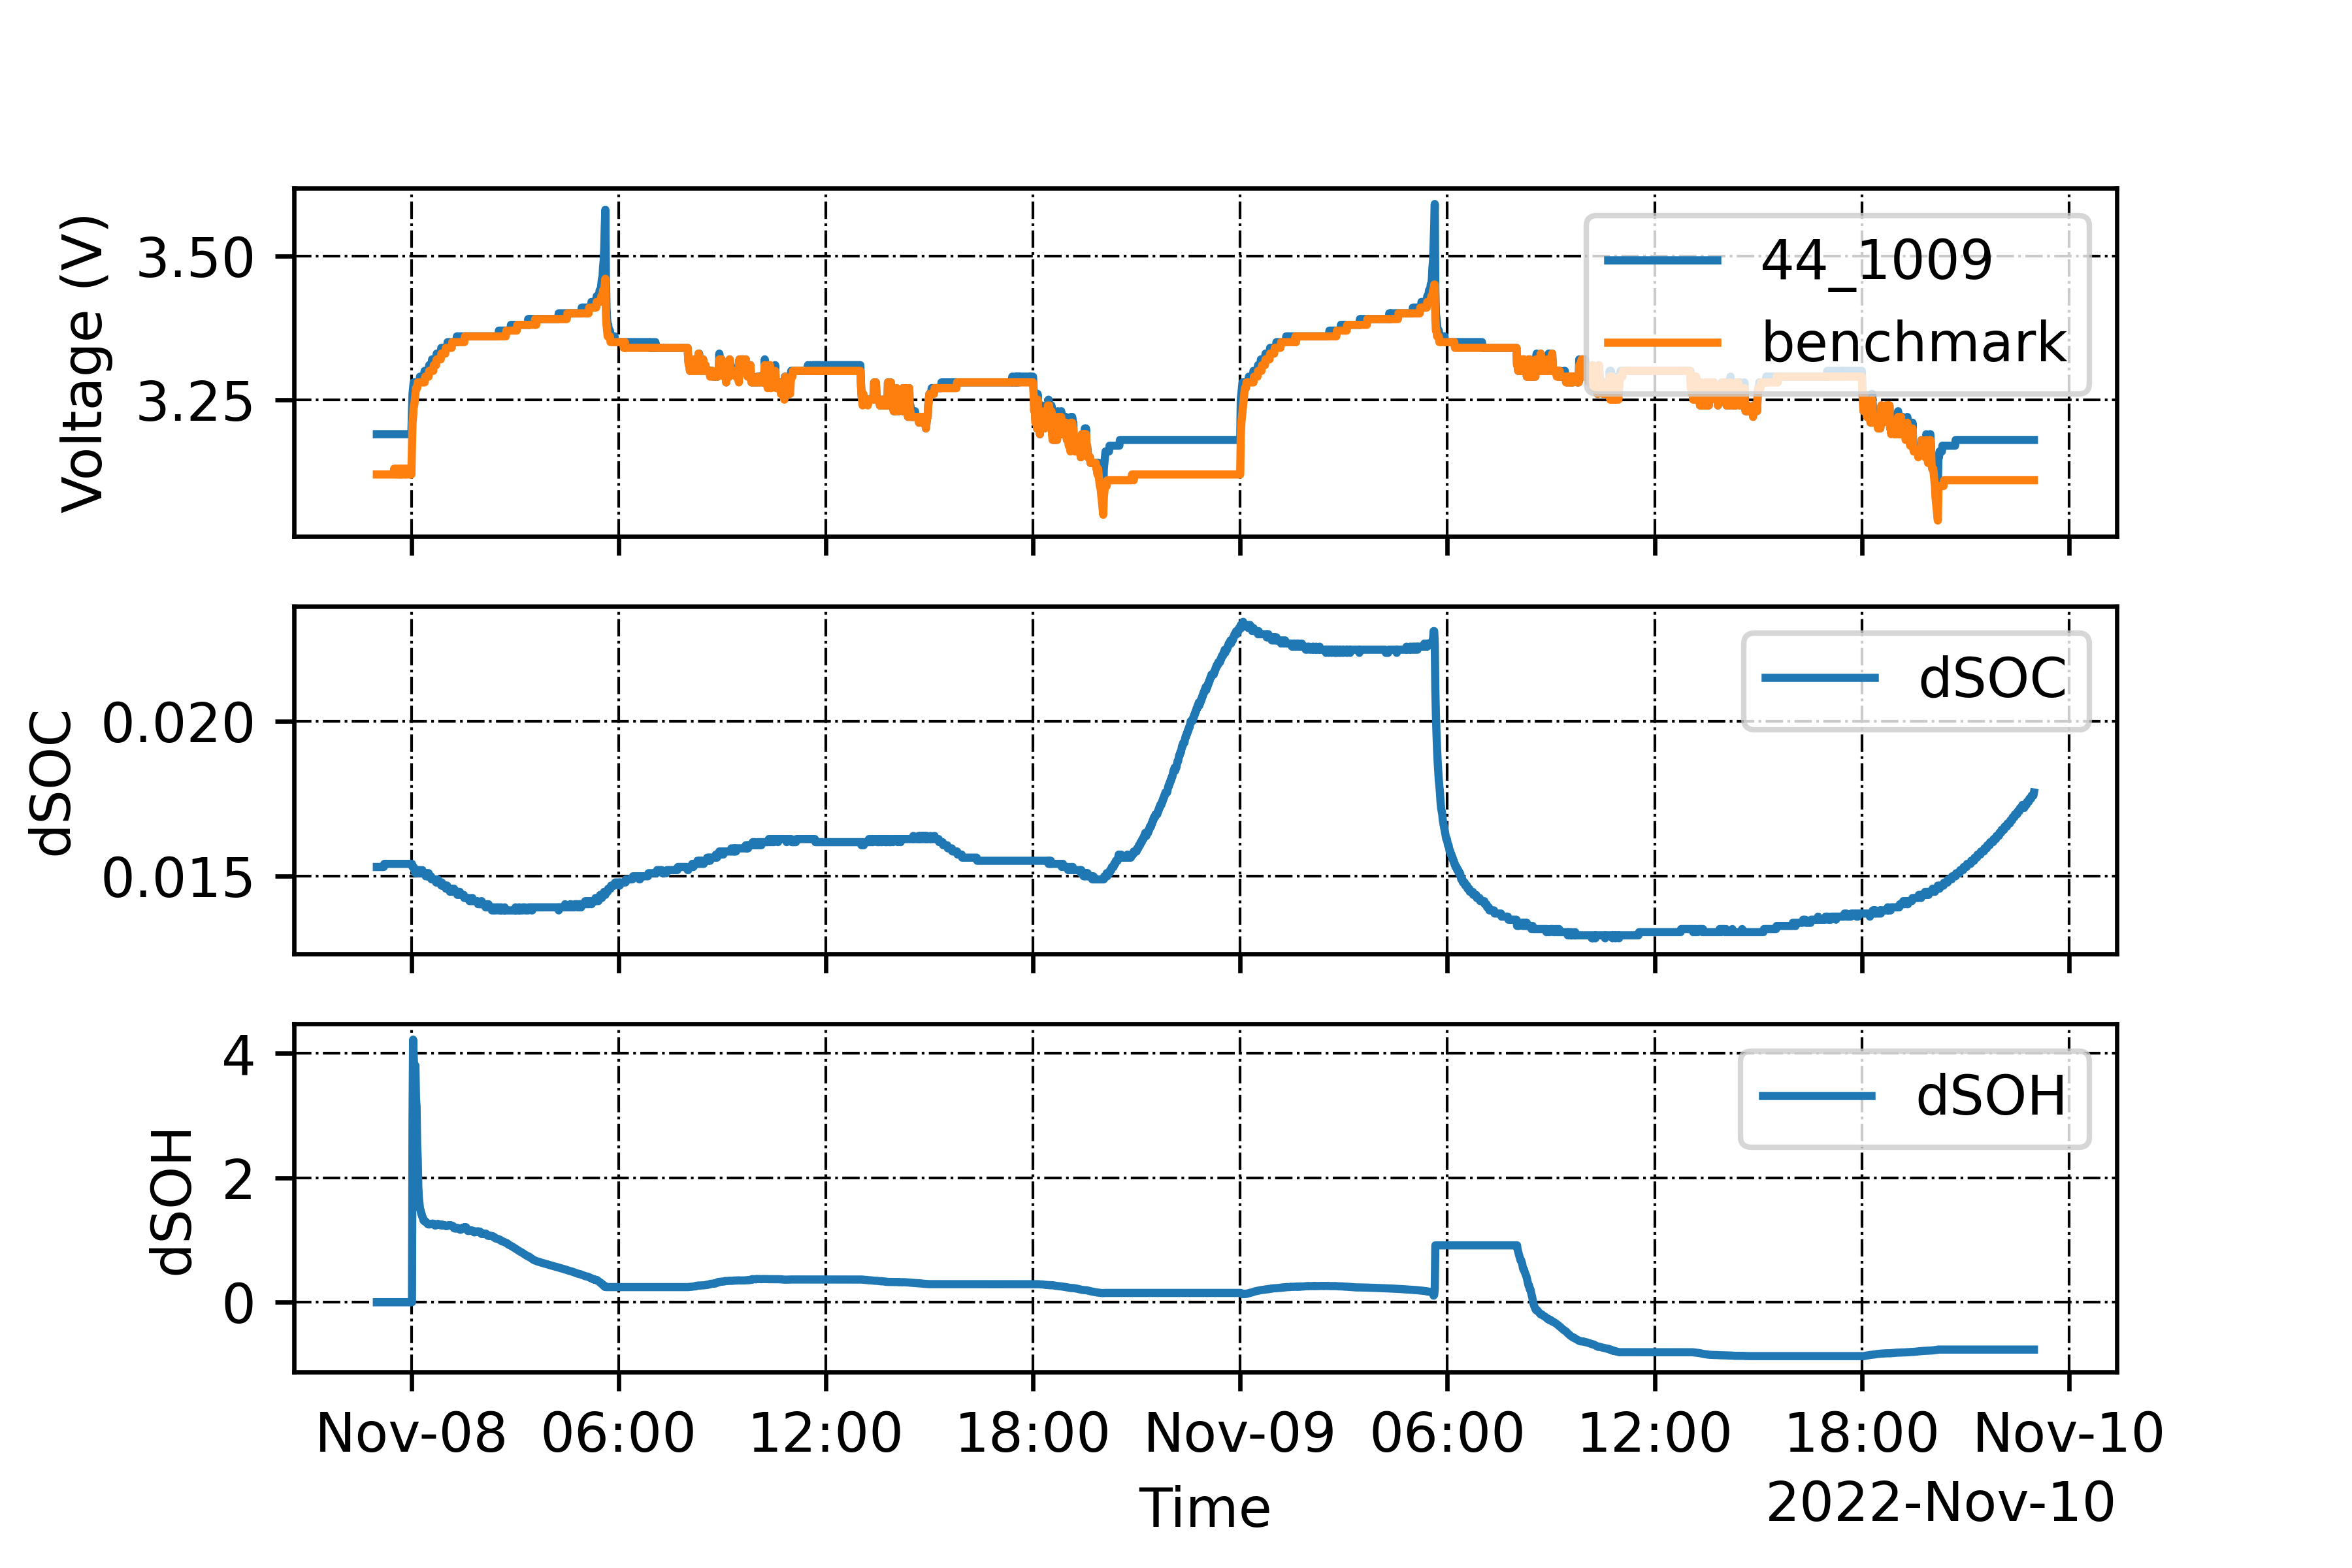 Voltage (V)
3.50
3.25
44_1009
benchmark
dSOC
0.020
0.015
dSOC
dSOH
4
2
0
dSOH
Nov-08 06:00 12:00 18:00 Nov-09 06:00 12:00 18:00 Nov-10
Time
2022-Nov-10